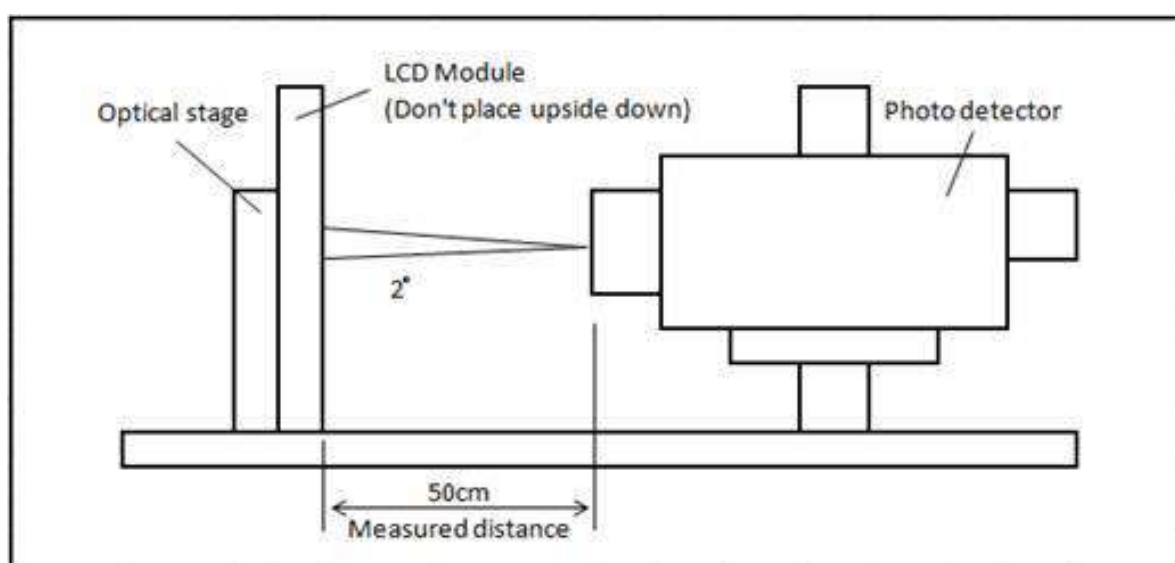 LCD Module
(Don't place upside down)
Optical stage
Photo detector
2°
50cm
Measured distance